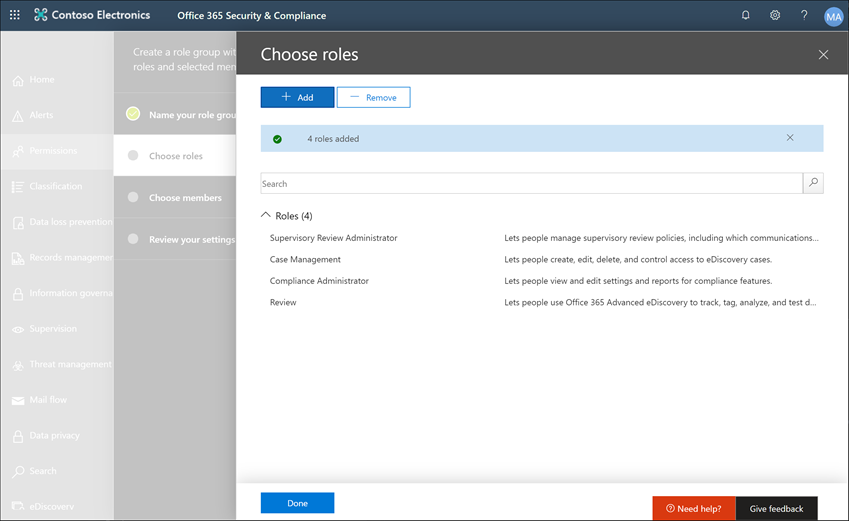 Contoso Electronics
Office 365 Security & Compliance
?
MA
Home
Alerts
Permissions
Classification
Data loss prevention
Records managemen
Information governa
Supervision
Threat management
Mail flow
Data privacy
Search
eDiscovery
Create a role group wit
roles and selected mem
Name your role grou
Choose roles
Choose members
Review your settings
Choose roles
+ Add
— Remove
4 roles added
Search
Roles (4)
Supervisory Review Administrator Lets people manage supervisory review policies, including which communications...
Case Management Lets people create, edit, delete, and control access to eDiscovery cases.
Compliance Administrator Lets people view and edit settings and reports for compliance features.
Review Lets people use Office 365 Advanced eDiscovery to track, tag, analyze, and test d...
Done
Need help?
Give feedback